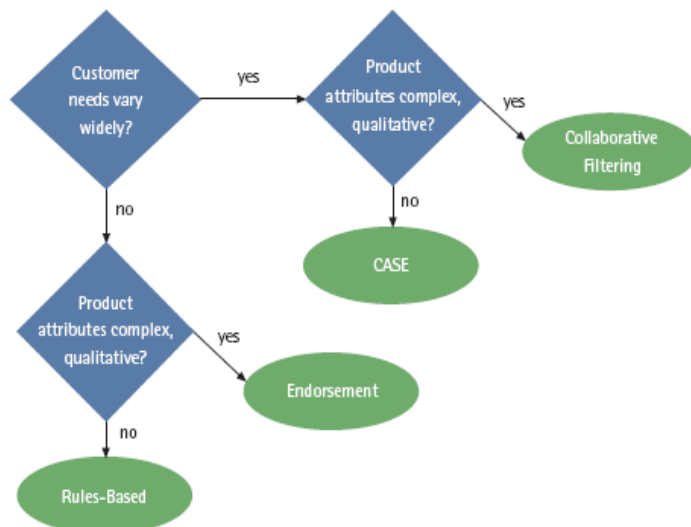 Customer
needs vary
widely?
yes
Product
attributes complex,
qualitative?
yes
Collaborative
Filtering
no
no
CASE
Product
attributes complex,
qualitative?
yes
Endorsement
no
Rules-Based